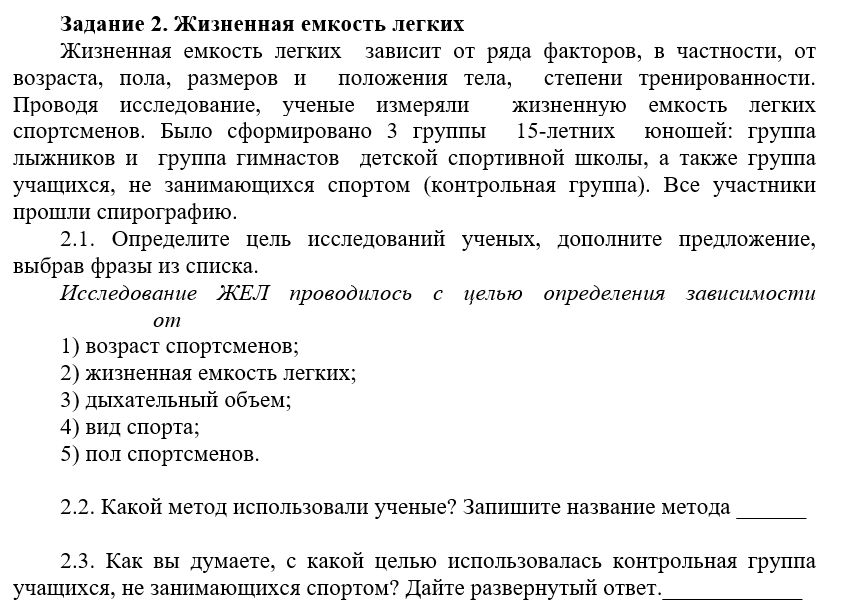 Задание 2. Жизненная емкость легких
Жизненная емкость легких зависит от ряда факторов, в частности, от
возраста, пола, размеров и положения тела, степени тренированности.
Проводя исследование, ученые измеряли жизненную емкость легких
спортсменов. Было сформировано 3 группы 15-летних юношей: группа
лыжников и группа гимнастов детской спортивной школы, а также группа
учащихся, не занимающихся спортом (контрольная группа). Все участники
прошли спирографию.
2.1. Определите цель исследований ученых, дополните предложение,
выбрав фразы из списка.
Исследование ЖЕЛ проводилось с целью определения зависимости
от
1) возраст спортсменов;
2) жизненная емкость легких;
3) дыхательный объем;
4) вид спорта;
5) пол спортсменов.
2.2. Какой метод использовали ученые? Запишите название метода ______
2.3. Как вы думаете, с какой целью использовалась контрольная группа
учащихся, не занимающихся спортом? Дайте развернутый ответ.____________